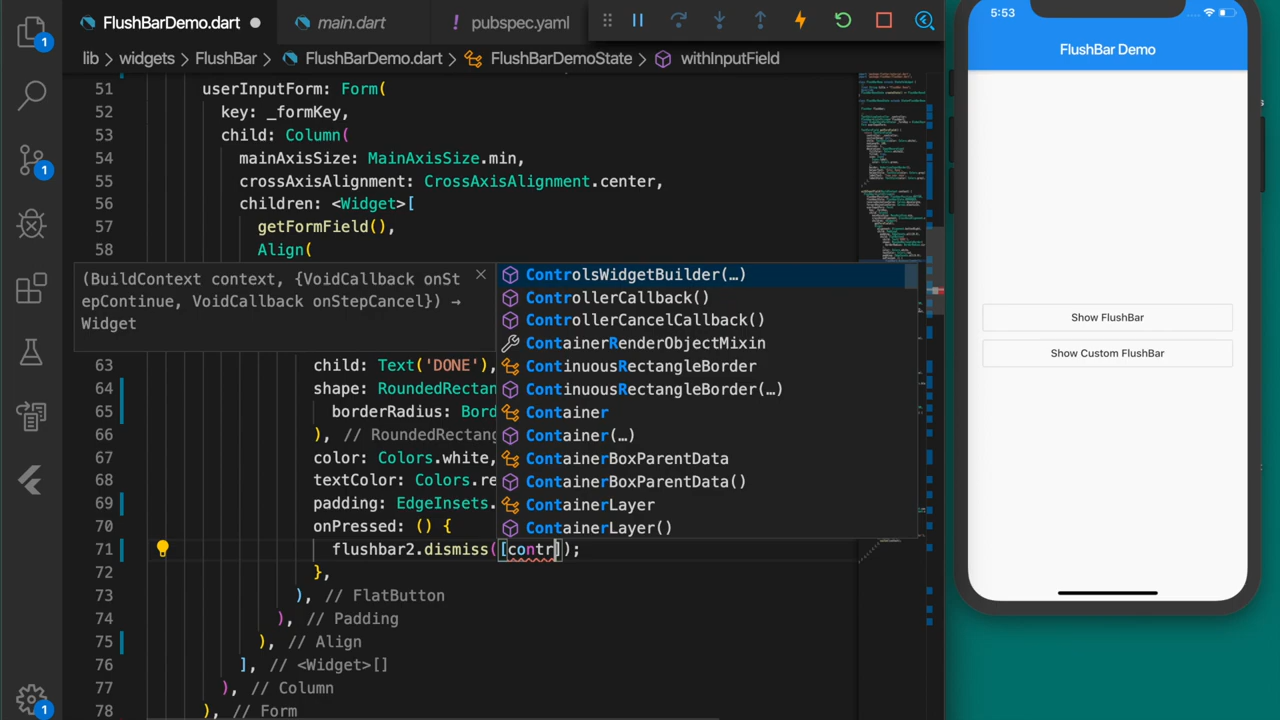 FlushBarDemo.dart
main.dart
! pubspec.yaml
lib > widgets > FlushBar > FlushBarDemo.dart > FlushBarDemoState > withInputField
51 userInputForm: Form(
52 key: _formKey,
53 child: Column(
54 mainAxisSize: MainAxisSize.min,
55 crossAxisAlignment: CrossAxisAlignment.center,
56 children: <Widget>[
57 getFormField(),
58 Align(
(BuildContext context, {VoidCallback onSt
epContinue, VoidCallback onStepCancel}) →
Widget
ControlsWidgetBuilder(…)
ControllerCallback()
ControllerCancelCallback()
ContainerRenderObjectMixin
ContinuousRectangleBorder
ContinuousRectangleBorder(…)
Container
Container(…)
ContainerBoxParentData
ContainerBoxParentData()
ContainerLayer
ContainerLayer()
63 child: Text('DONE'),
64 shape: RoundedRectan
65 borderRadius: Bord
66 ), // RoundedRectang
67 color: Colors.white,
68 textColor: Colors.re
69 padding: EdgeInsets.
70 onPressed: () {
71 flushbar2.dismiss([contr]);
72 },
73 ), // FlatButton
74 ), // Padding
75 ), // Align
76 ], // <Widget>[]
77 ), // Column
78 ), // Form
1
1
1
5:53
FlushBar Demo
Show FlushBar
Show Custom FlushBar